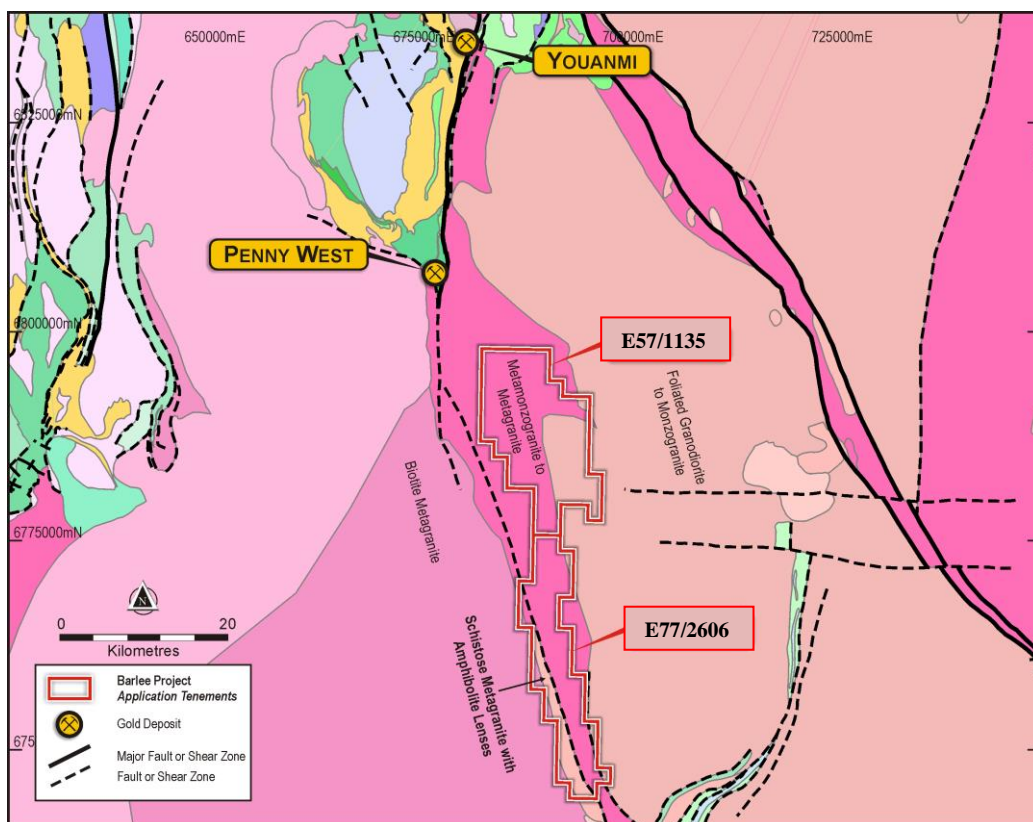 650000mE
675000mE
700000mE
725000mE
YOUANMI
6825000mN
PENNY WEST
6800000mN
E57/1135
Metamonzogranite to
Metagranite
Foliated Granodiorite
to Monzogranite
Biotite Metagranite
6775000mN
N
0 20
Kilometres
E77/2606
Schistose Metagranite with
Amphibolite Lenses
Barlee Project
Application Tenements
Gold Deposit
Major Fault or Shear Zone
Fault or Shear Zone